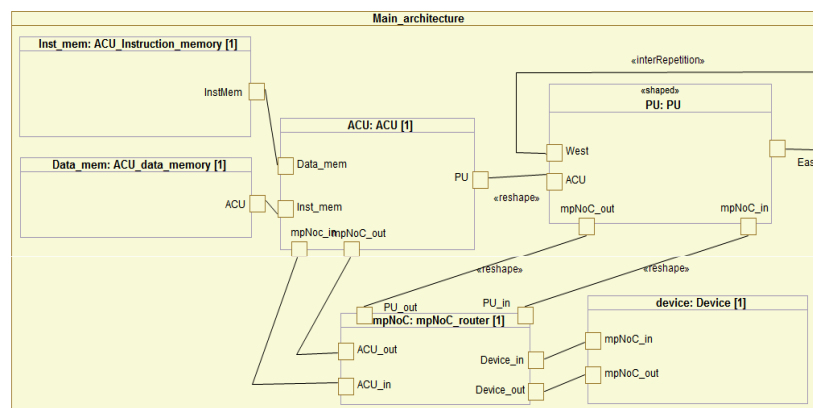 Main_architecture
Inst_mem: ACU_Instruction_memory [1]
InstMem
«interRepetition»
«shaped»
PU: PU
ACU: ACU [1]
West
Eas
Data_mem: ACU_data_memory [1]
Data_mem
PU
ACU
«reshape»
ACU
Inst_mem
mpNoC_out
mpNoC_in
mpNoc_in
mpNoC_out
«reshape»
«reshape»
PU_out
PU_in
device: Device [1]
mpNoC: mpNoC_router [1]
ACU_out
Device_in
mpNoC_in
ACU_in
Device_out
mpNoC_out